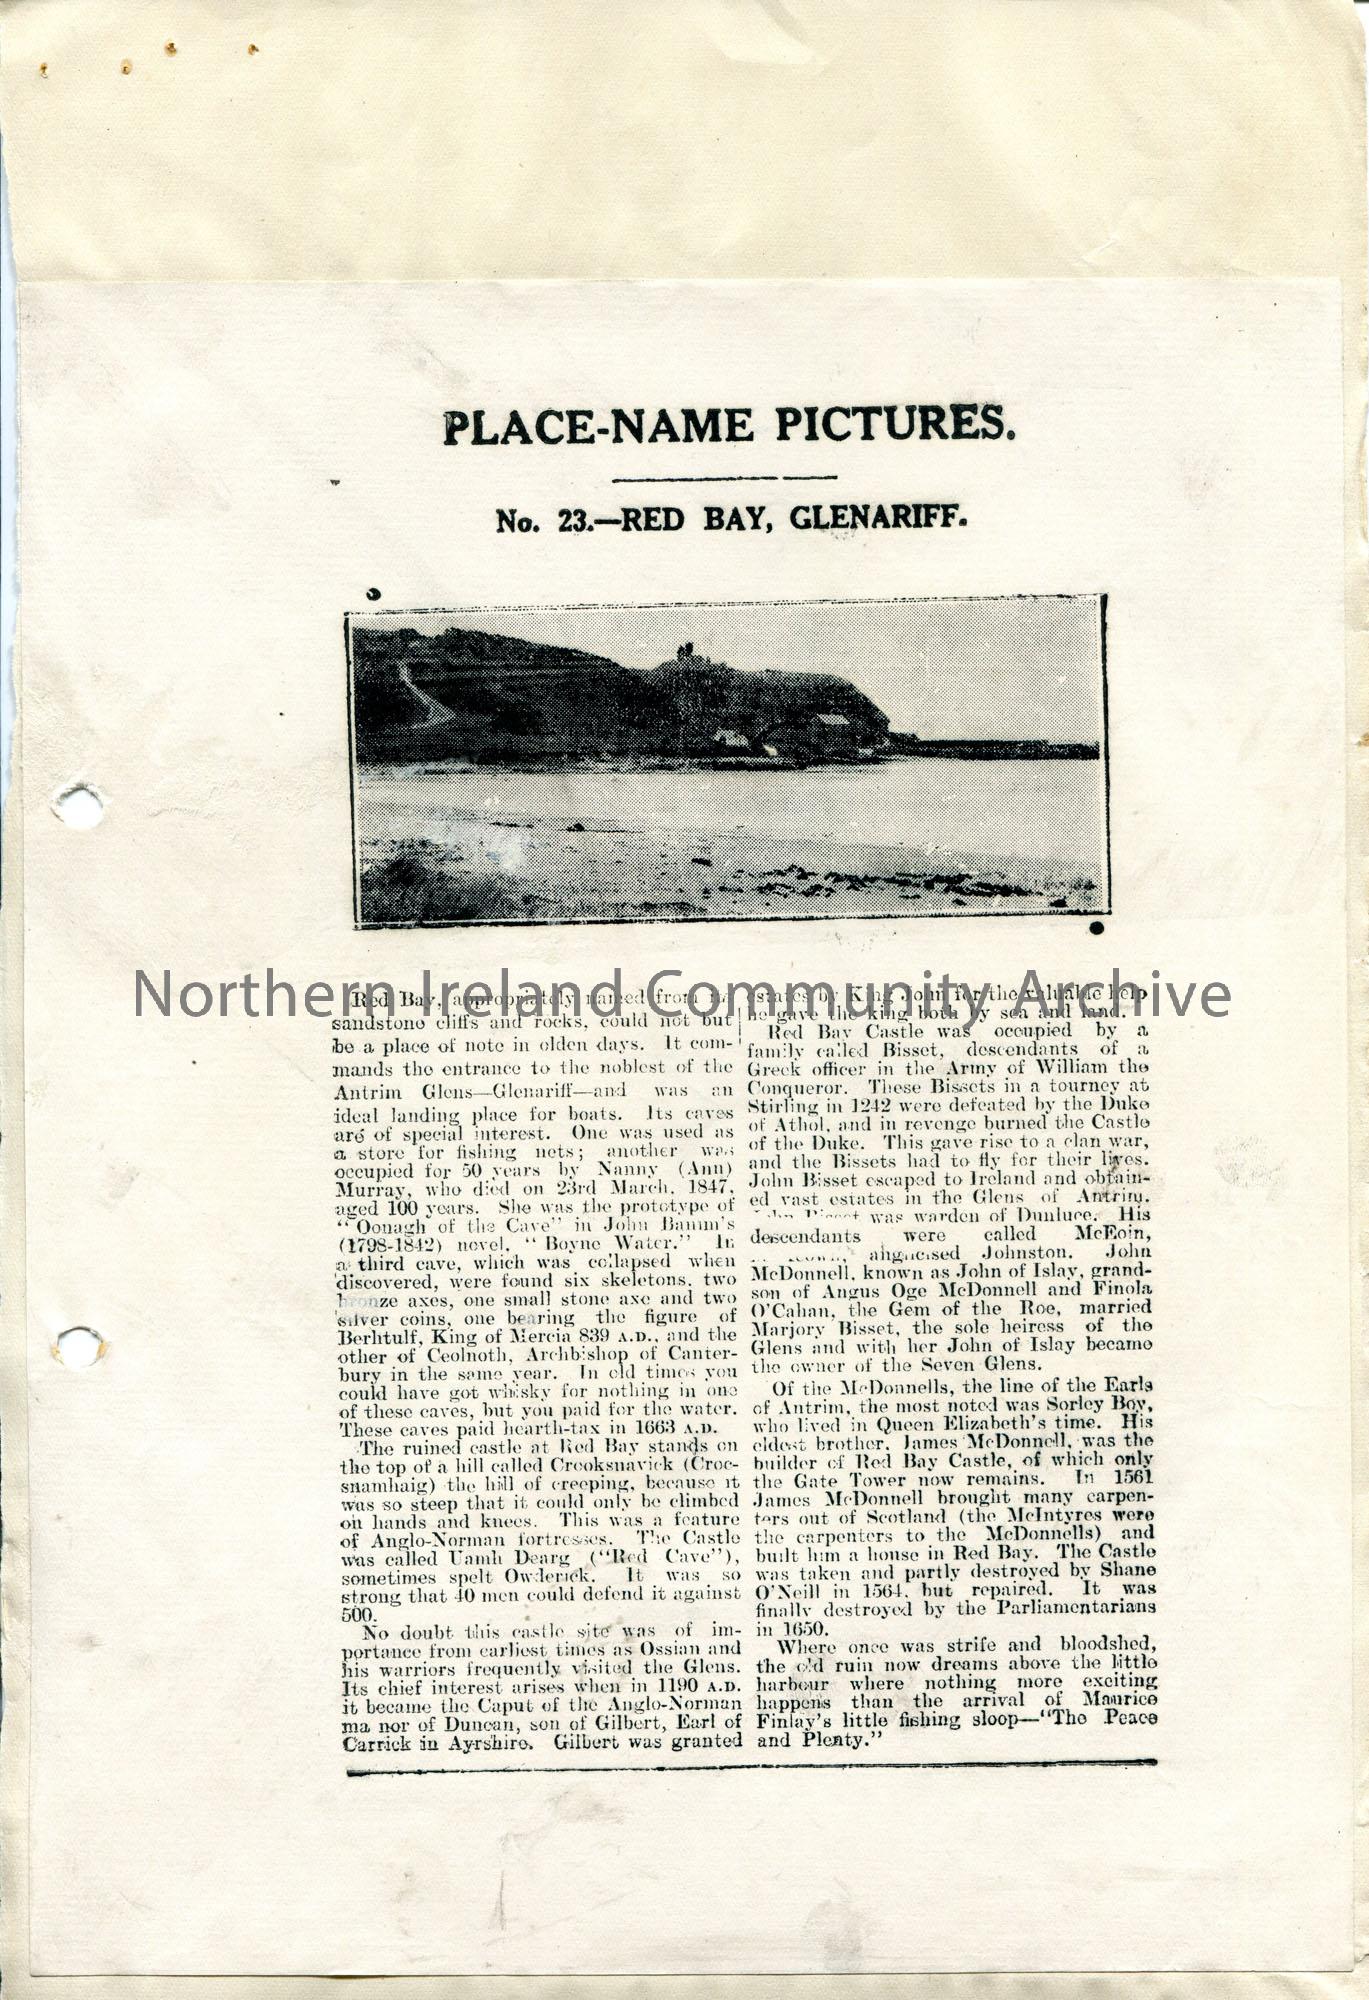 PLACE-NAME PICTURES.
No. 23.—RED BAY, GLENARIFF.
Northern Ireland Community Archive
Red Bay, appropriately named from its
sandstone cliffs and rocks, could not but
be a place of note in olden days. It com-
mands the entrance to the noblest of the
Antrim Glens—Glenariff—and was an
ideal landing place for boats. Its caves
are of special interest. One was used as
a store for fishing nets; another was
occupied for 50 years by Nanny (Ann)
Murray, who died on 23rd March, 1847,
aged 100 years. She was the prototype of
"Oonagh of the Cave" in John Banim's
(1798-1842) novel, "Boyne Water." In
a third cave, which was collapsed when
discovered, were found six skeletons, two
bronze axes, one small stone axe and two
silver coins, one bearing the figure of
Berhtulf, King of Mercia 839 A.D., and the
other of Ceolnoth, Archbishop of Canter-
bury in the same year. In old times you
could have got whisky for nothing in one
of these caves, but you paid for the water.
These caves paid hearth-tax in 1663 A.D.
The ruined castle at Red Bay stands on
the top of a hill called Crooksnavick (Croc-
snamhaig) the hill of creeping, because it
was so steep that it could only be climbed
on hands and knees. This was a feature
of Anglo-Norman fortresses. The Castle
was called Uamh Dearg ("Red Cave"),
sometimes spelt Owderick. It was so
strong that 40 men could defend it against
500.
No doubt this castle site was of im-
portance from earliest times as Ossian and
his warriors frequently visited the Glens.
Its chief interest arises when in 1190 A.D.
it became the Caput of the Anglo-Norman
ma nor of Duncan, son of Gilbert, Earl of
Carrick in Ayrshire. Gilbert was granted
estates by King John for the valuable help
he gave the king both by sea and land.
Red Bay Castle was occupied by a
family called Bisset, descendants of a
Greek officer in the Army of William the
Conqueror. These Bissets in a tourney at
Stirling in 1242 were defeated by the Duke
of Athol, and in revenge burned the Castle
of the Duke. This gave rise to a clan war,
and the Bissets had to fly for their lives.
John Bisset escaped to Ireland and obtain-
ed vast estates in the Glens of Antrim.
John Bisset was warden of Dunluce. His
descendants were called McEoin,
anglicised Johnston. John
McDonnell, known as John of Islay, grand-
son of Angus Oge McDonnell and Finola
O'Cahan, the Gem of the Roe, married
Marjory Bisset, the sole heiress of the
Glens and with her John of Islay became
the owner of the Seven Glens.
Of the McDonnells, the line of the Earls
of Antrim, the most noted was Sorley Boy,
who lived in Queen Elizabeth's time. His
eldest brother, James McDonnell, was the
builder of Red Bay Castle, of which only
the Gate Tower now remains. In 1561
James McDonnell brought many carpen-
ters out of Scotland (the McIntyres were
the carpenters to the McDonnells) and
built him a house in Red Bay. The Castle
was taken and partly destroyed by Shane
O'Neill in 1564, but repaired. It was
finally destroyed by the Parliamentarians
in 1650.
Where once was strife and bloodshed,
the old ruin now dreams above the little
harbour where nothing more exciting
happens than the arrival of Maurice
Finlay's little fishing sloop—"The Peace
and Plenty."